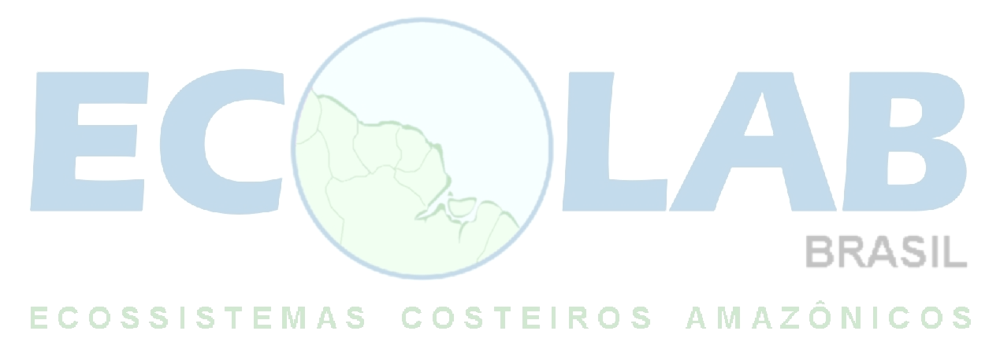 ECOLAB
BRASIL
ECOSSISTEMAS COSTEIROS AMAZÔNICOS